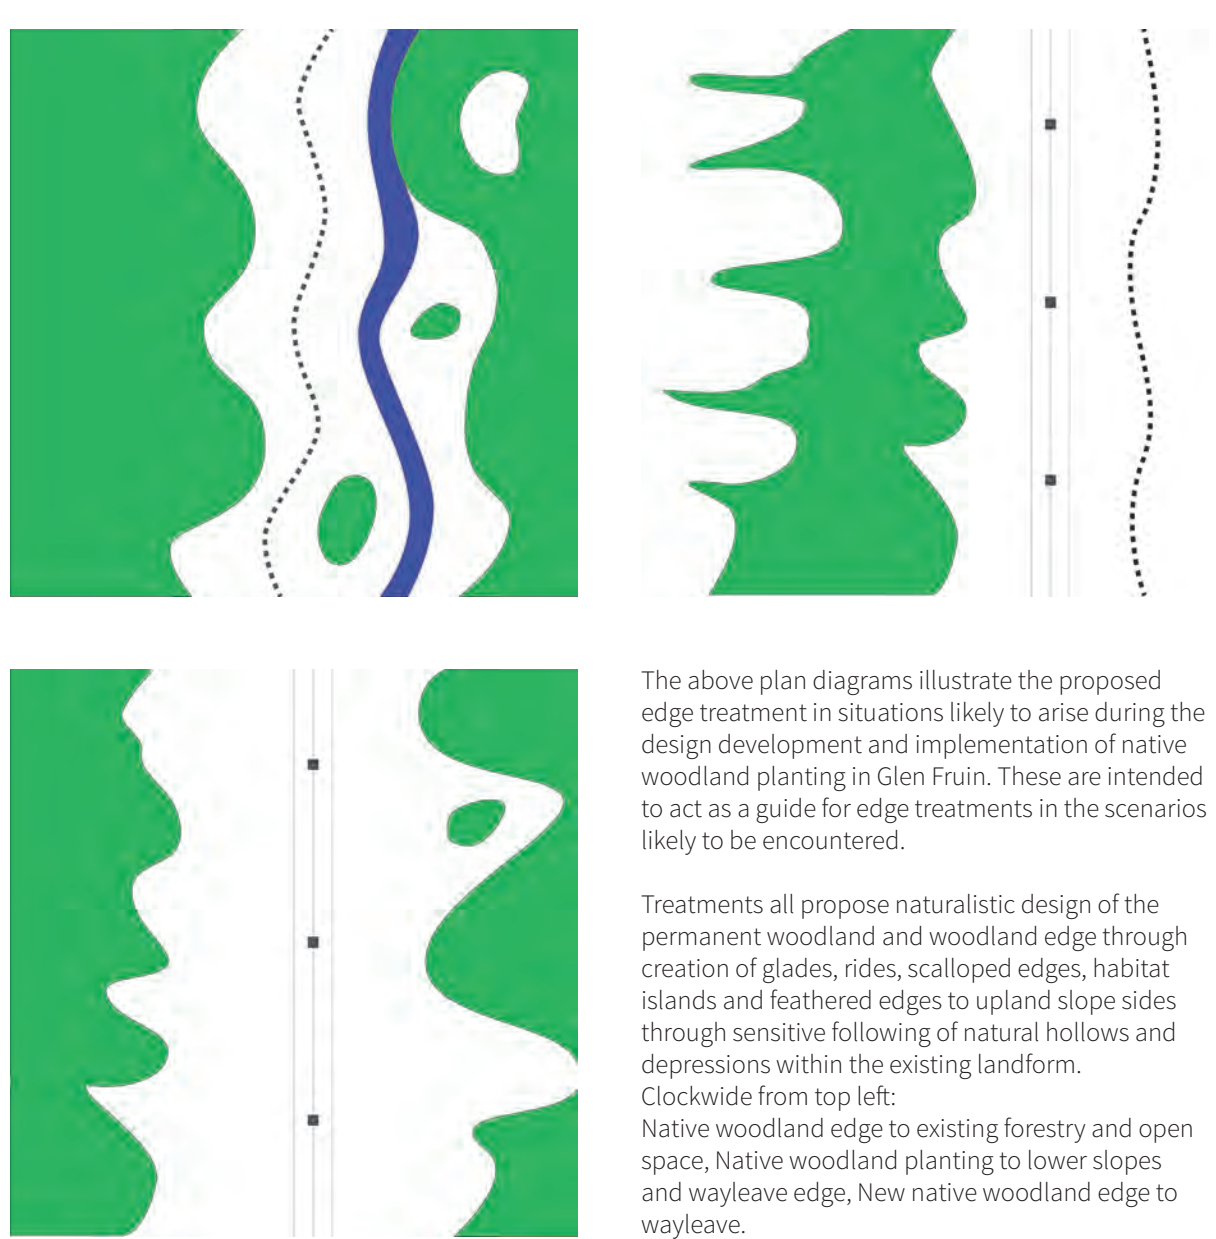 The above plan diagrams illustrate the proposed
edge treatment in situations likely to arise during the
design development and implementation of native
woodland planting in Glen Fruin. These are intended
to act as a guide for edge treatments in the scenarios
likely to be encountered.
Treatments all propose naturalistic design of the
permanent woodland and woodland edge through
creation of glades, rides, scalloped edges, habitat
islands and feathered edges to upland slope sides
through sensitive following of natural hollows and
depressions within the existing landform.
Clockwide from top left:
Native woodland edge to existing forestry and open
space, Native woodland planting to lower slopes
and wayleave edge, New native woodland edge to
wayleave.